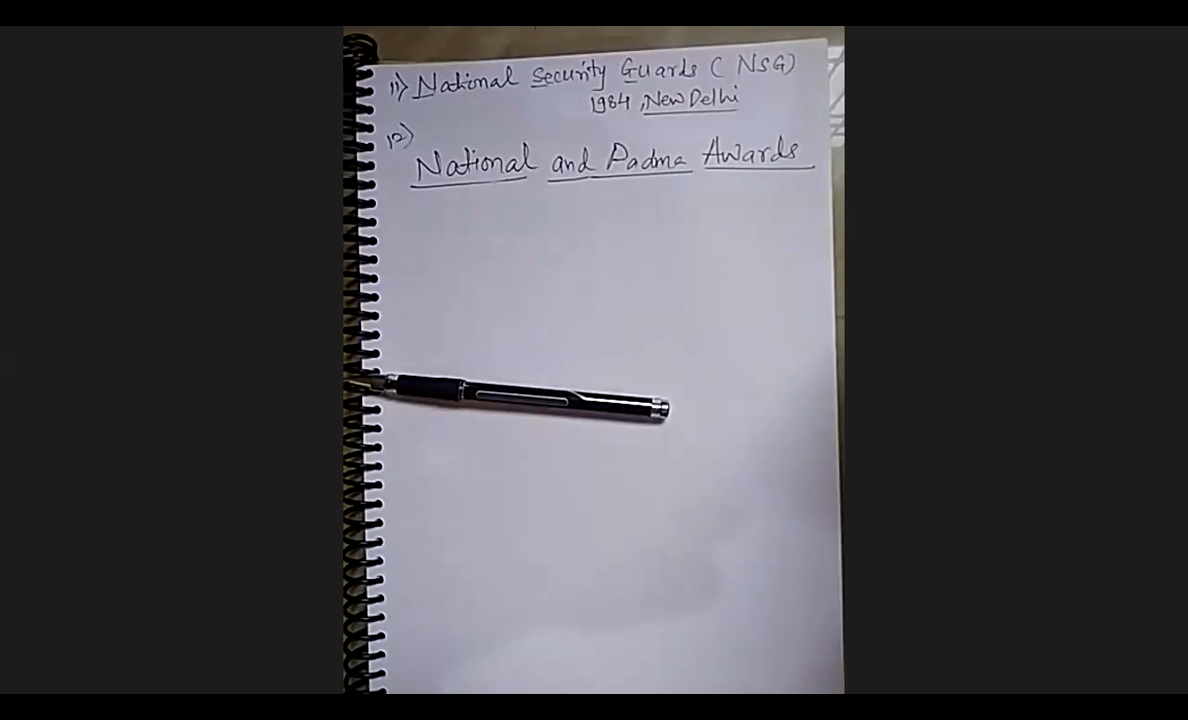 11) National Security Guards ( NSG)
1984, New Delhi
12)
National and Padma Awards